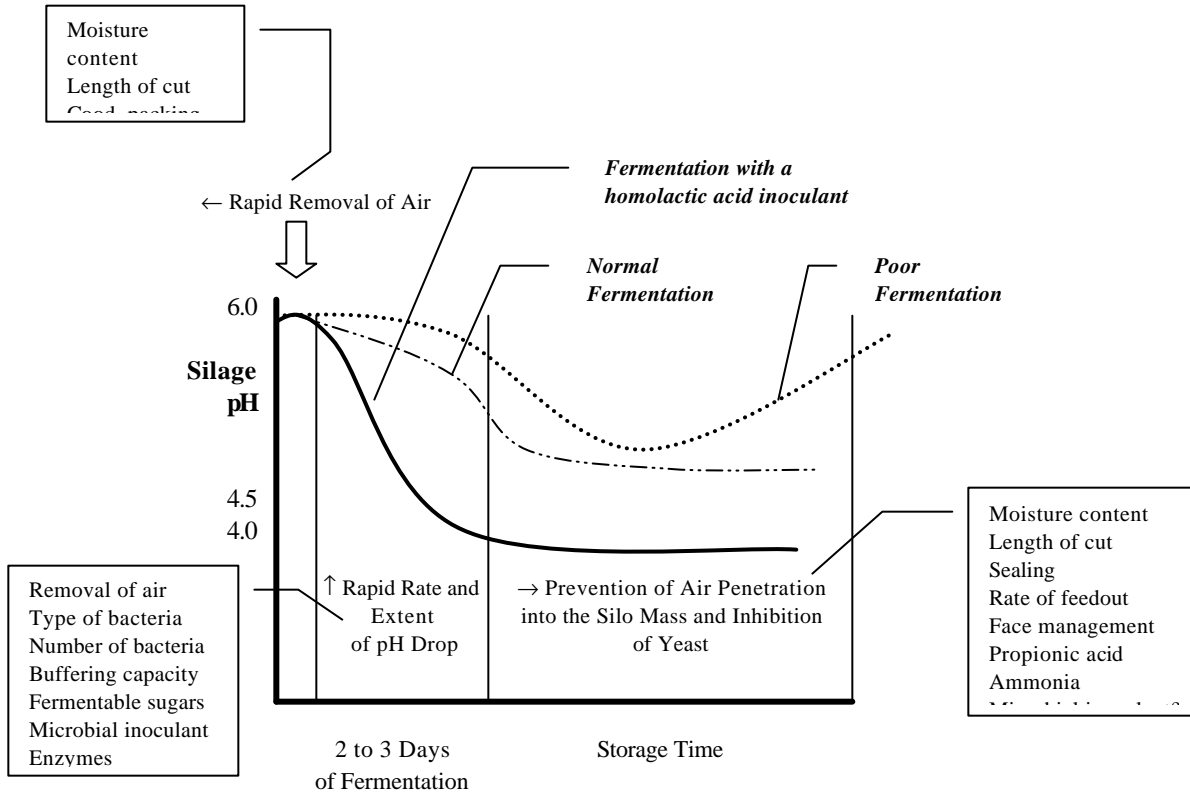 Moisture
content
Length of cut
Good packing
← Rapid Removal of Air
Fermentation with a
homolactic acid inoculant
Normal
Fermentation
Poor
Fermentation
6.0
Silage
pH
4.5
4.0
Removal of air
Type of bacteria
Number of bacteria
Buffering capacity
Fermentable sugars
Microbial inoculant
Enzymes
↑ Rapid Rate and
Extent
of pH Drop
→ Prevention of Air Penetration
into the Silo Mass and Inhibition
of Yeast
Moisture content
Length of cut
Sealing
Rate of feedout
Face management
Propionic acid
Ammonia
2 to 3 Days
of Fermentation
Storage Time